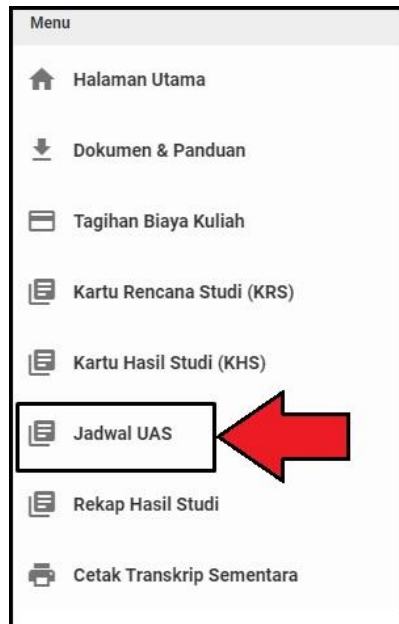 Menu
Halaman Utama
Dokumen & Panduan
Tagihan Biaya Kuliah
Kartu Rencana Studi (KRS)
Kartu Hasil Studi (KHS)
Jadwal UAS
Rekap Hasil Studi
Cetak Transkrip Sementara